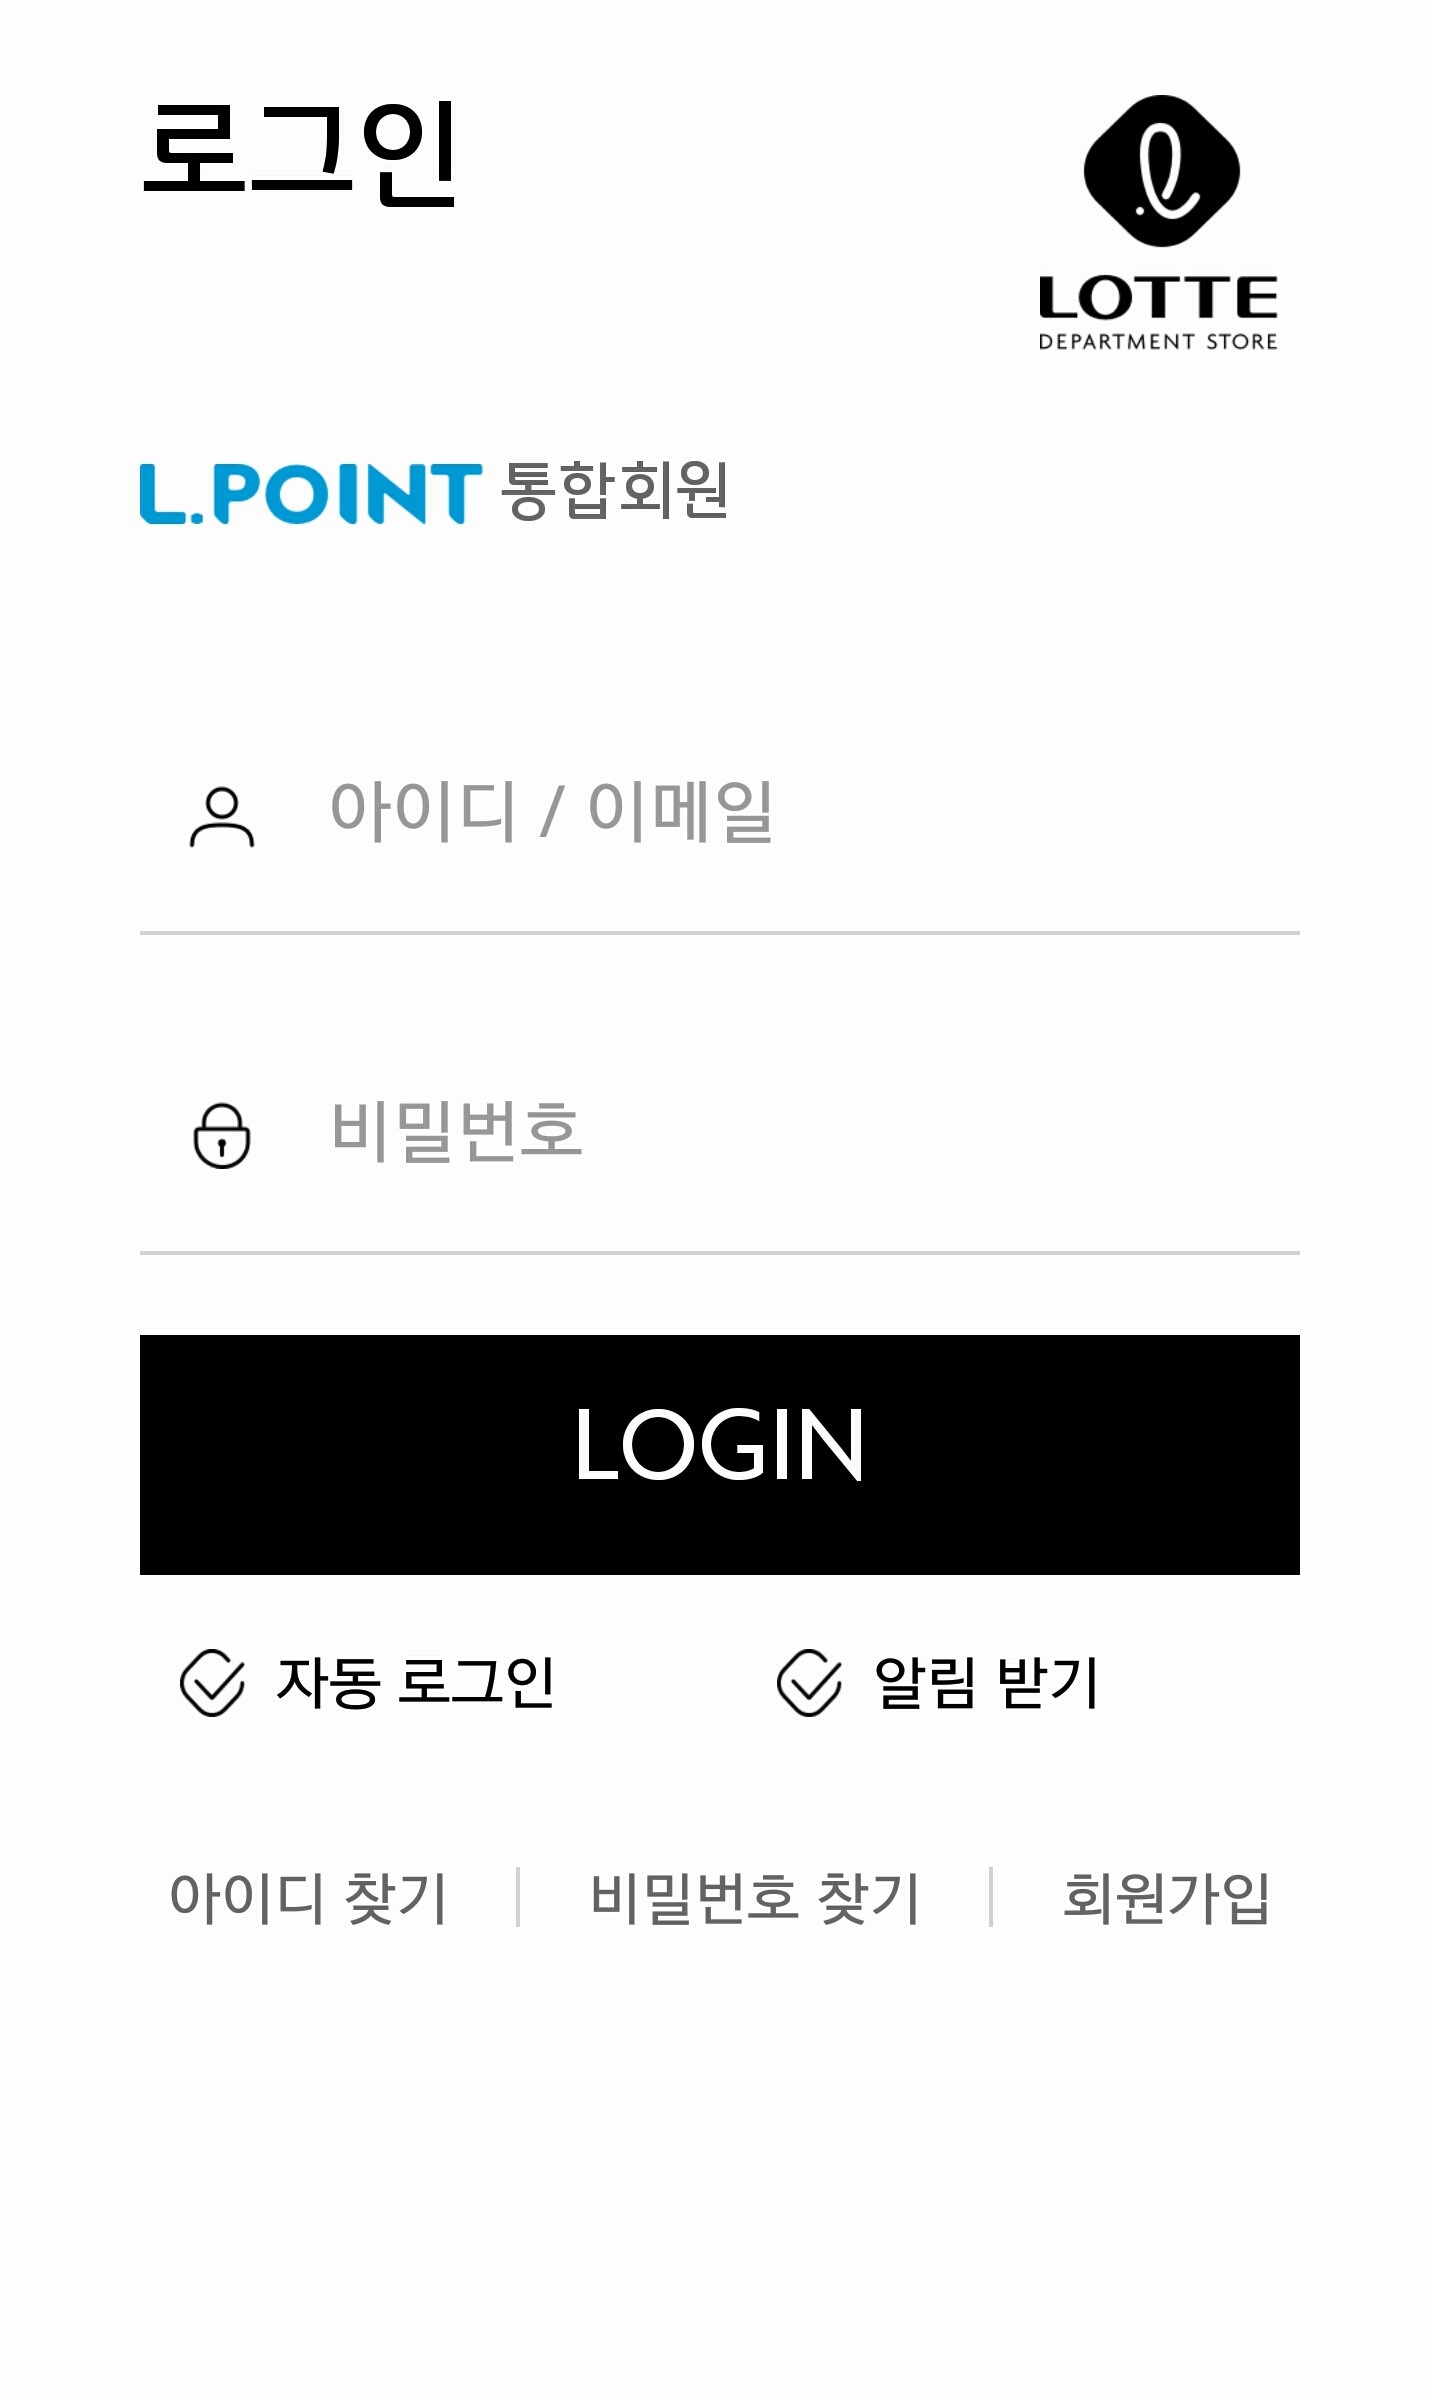 로그인
LOTTE
DEPARTMENT STORE
L.POINT 통합회원
아이디 / 이메일
비밀번호
LOGIN
자동 로그인
알림 받기
아이디 찾기
비밀번호 찾기
회원가입